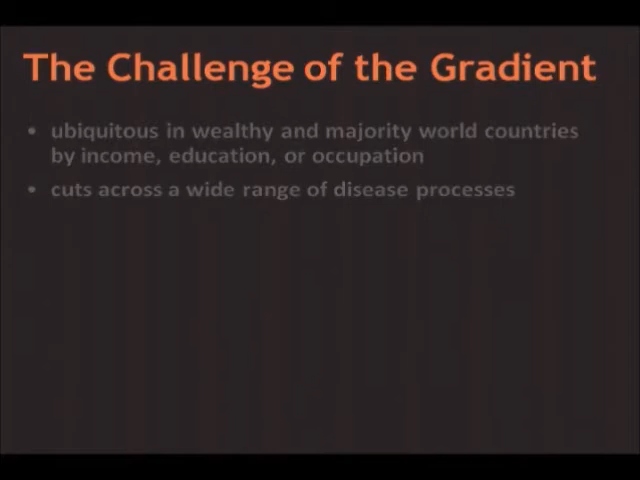 The Challenge of the Gradient
• ubiquitous in wealthy and majority world countries
by income, education, or occupation
• cuts across a wide range of disease processes